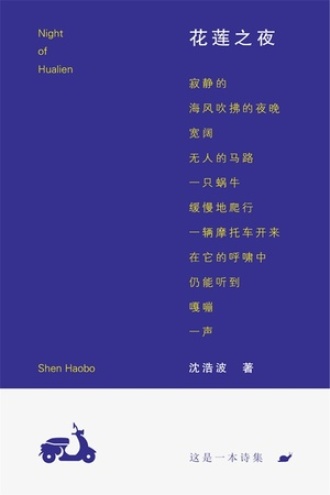 Night
of
Hualien
花莲之夜
寂静的
海风吹拂的夜晚
宽阔
无人的马路
一只蜗牛
缓慢地爬行
一辆摩托车开来
在它的呼啸中
仍能听到
嘎嘣
一声
Shen Haobo
沈浩波 著
这是一本诗集